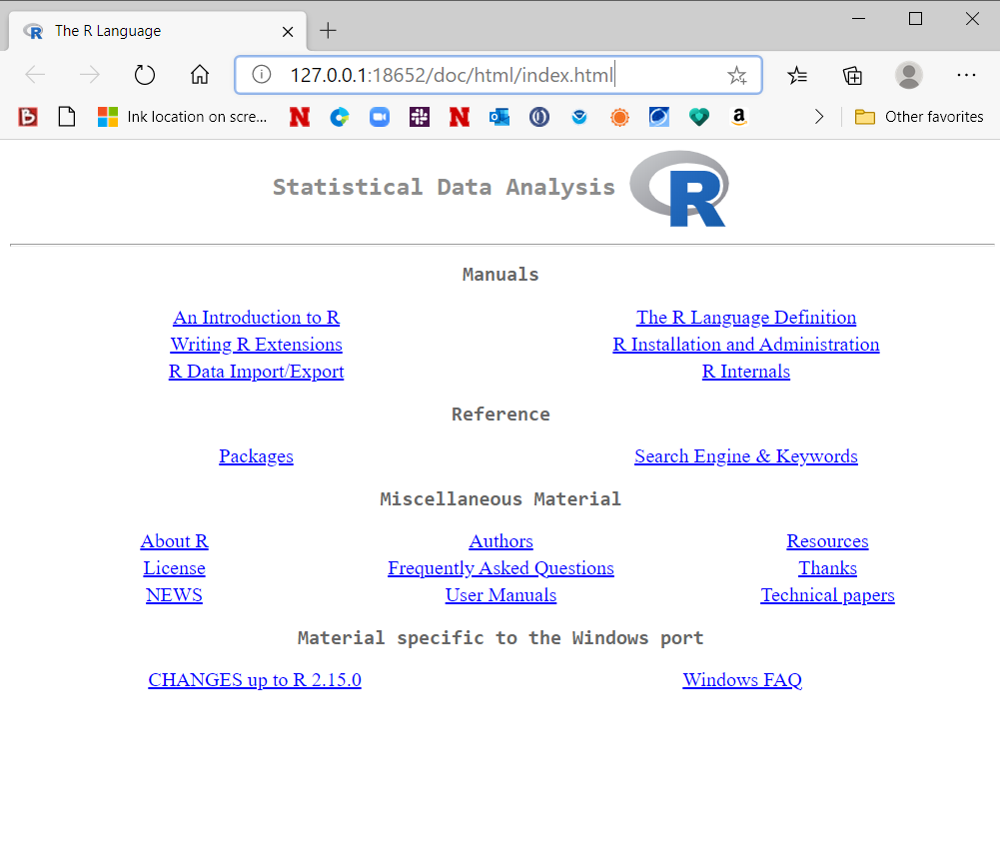 The R Language
127.0.0.1:18652/doc/html/index.html
B Ink location on scre... N N a Other favorites
Statistical Data Analysis R
Manuals
An Introduction to R The R Language Definition
Writing R Extensions R Installation and Administration
R Data Import/Export R Internals
Reference
Packages Search Engine & Keywords
Miscellaneous Material
About R Authors Resources
License Frequently Asked Questions Thanks
NEWS User Manuals Technical papers
Material specific to the Windows port
CHANGES up to R 2.15.0 Windows FAQ